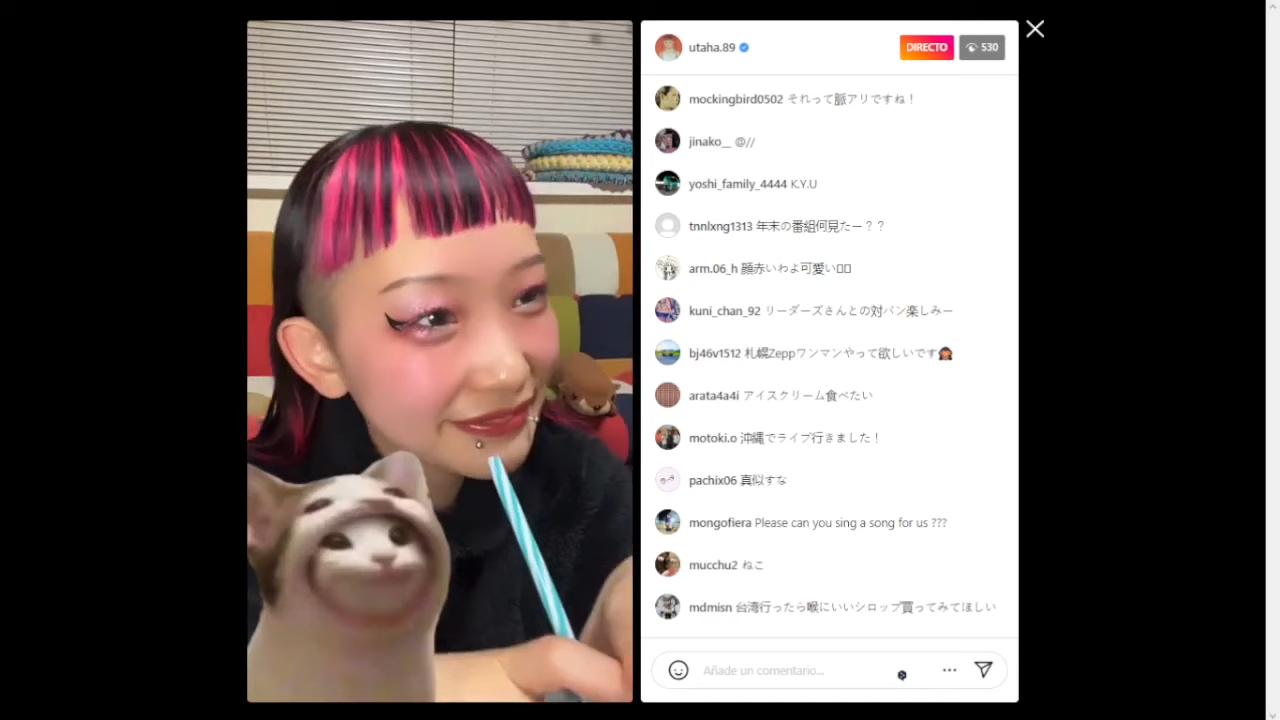 utaha.89
DIRECTO
530
mockingbird0502 それって脈アリですね！
jinako__ @//
yoshi_family_4444 K.Y.U
tnnlxng1313 年末の番組何見たー？？
arm.06_h 顔赤いわよ可愛い
kuni_chan_92 リーダーズさんとの対バン楽しみー
bj46v1512 札幌Zeppワンマンやって欲しいです
arata4a4i アイスクリーム食べたい
motoki.o 沖縄でライブ行きました！
pachix06 真似すな
mongofiera Please can you sing a song for us ???
mucchu2 ねこ
mdmisn 台湾行ったら喉にいいシロップ買ってみてほしい
Añade un comentario...